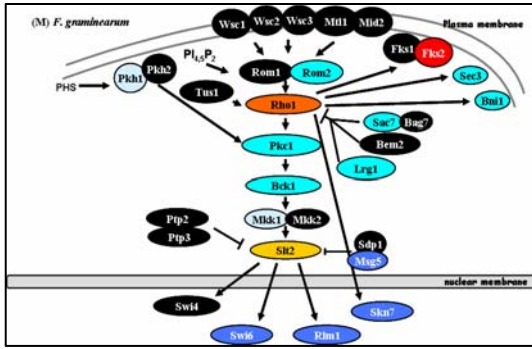 (M) F. graminearum
Wsc1 Wsc2 Wsc3 Mtl1 Mid2
Plasma membrane
Fks1 Fks2
PI4,5P2
Pkh1 Pkh2
Rom1 Rom2
Sec3
PHS
Tus1
Rho1
Bni1
Sac7 Bag7
Pkc1
Bem2
Lrg1
Bck1
Mkk1 Mkk2
Ptp2
Ptp3
Sdp1
Slt2
Msg5
nuclear membrane
Swi4
Skn7
Swi6 Rlm1